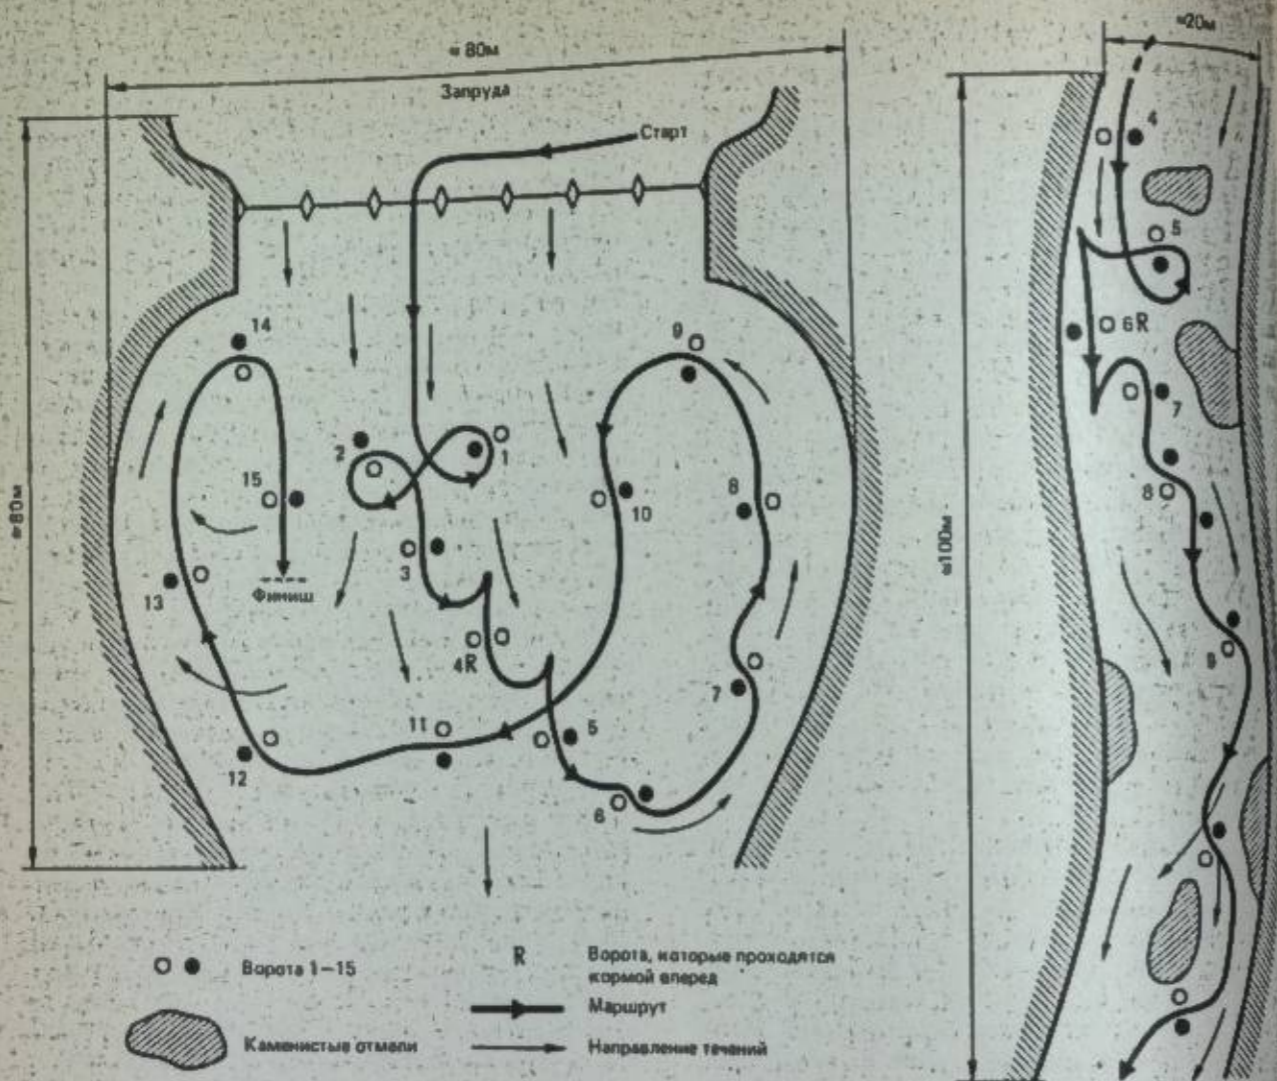 ≈ 80м
Запруда
Старт
≈80м
14
9
2
1
15
8
10
3
13
Финиш
4R
7
11
5
12
6
≈20м
4
5
6R
7
8
≈100м
9
Ворота 1—15
R Ворота, которые проходятся
кормой вперед
Маршрут
Каменистые отмели
Направление течений